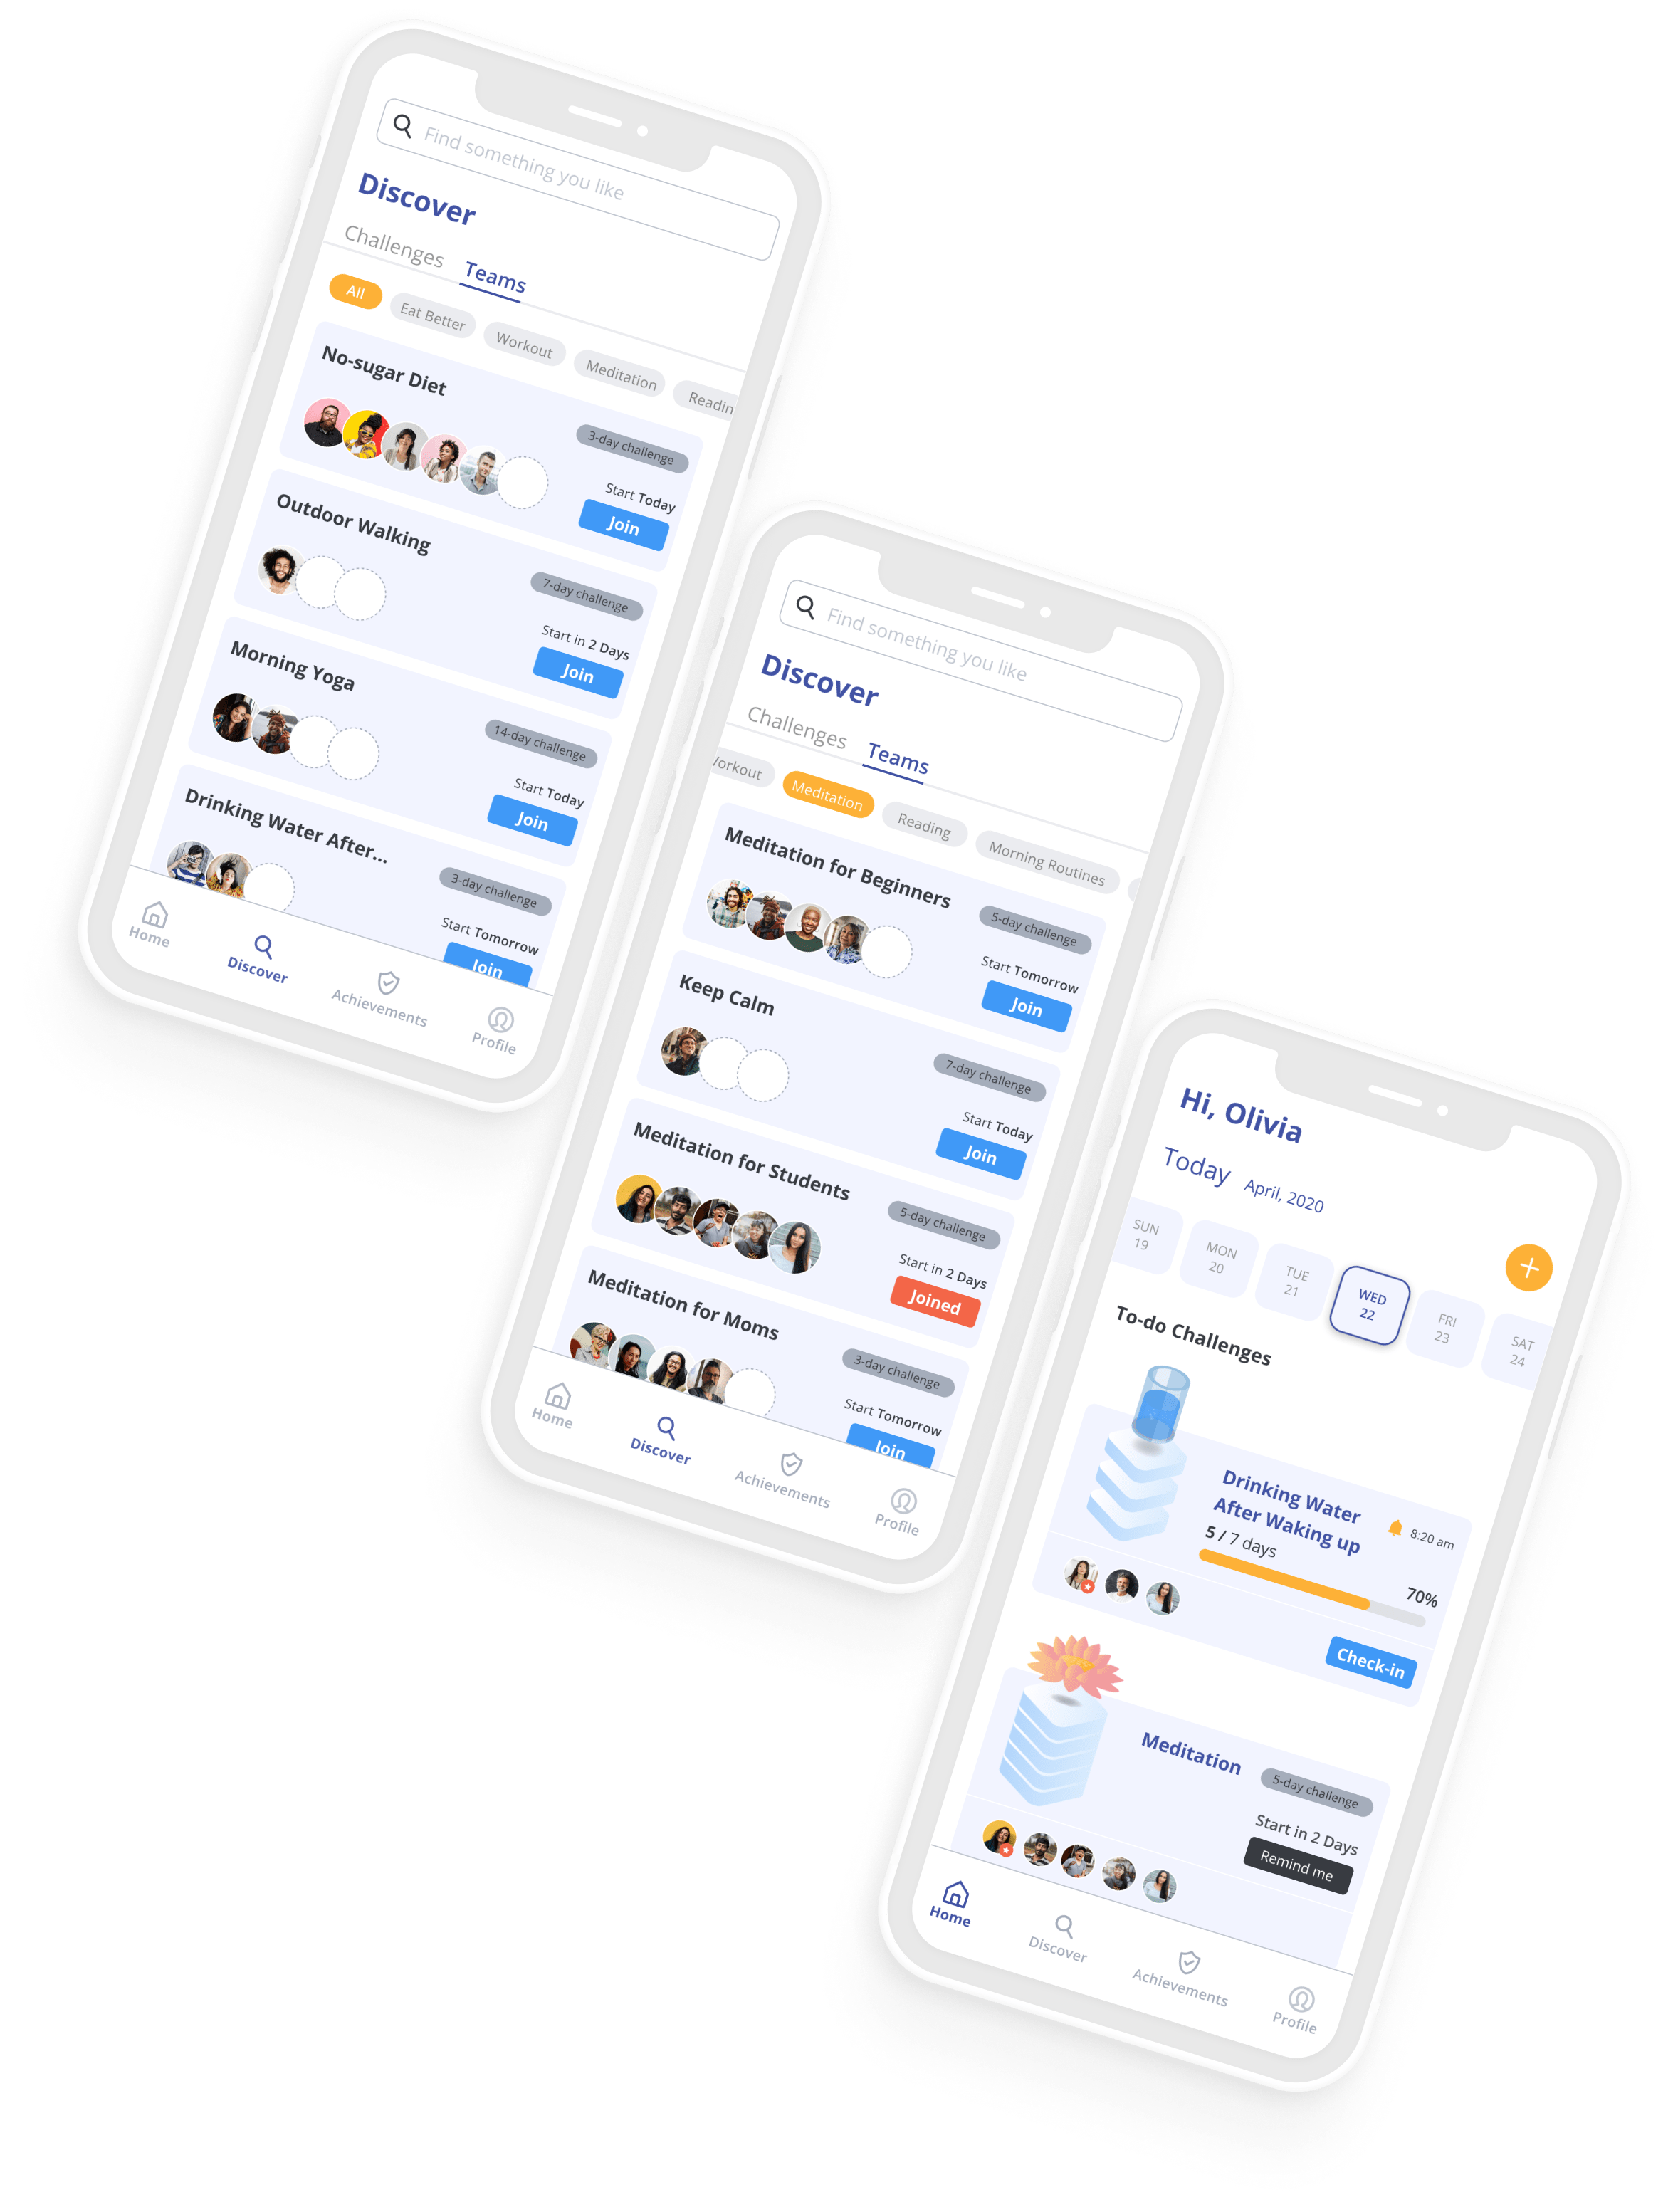 Find something you like
Discover
Challenges Teams
All Eat Better Workout Meditation Readin
No-sugar Diet
3-day challenge
Start Today
Join
Outdoor Walking
7-day challenge
Start in 2 Days
Join
Morning Yoga
14-day challenge
Start Today
Join
Drinking Water After...
3-day challenge
Start Tomorrow
Join
Home Discover Achievements Profile
Find something you like
Discover
Challenges Teams
Workout Meditation Reading Morning Routines
Meditation for Beginners
5-day challenge
Start Tomorrow
Join
Keep Calm
7-day challenge
Start Today
Join
Meditation for Students
5-day challenge
Start in 2 Days
Joined
Meditation for Moms
3-day challenge
Start Tomorrow
Join
Home Discover Achievements Profile
Hi, Olivia
Today April, 2020
SUN MON TUE WED FRI SAT
19 20 21 22 23 24
To-do Challenges
Drinking Water
After Waking up
8:20 am
5 / 7 days
70%
Check-in
Meditation
5-day challenge
Start in 2 Days
Remind me
Home Discover Achievements Profile